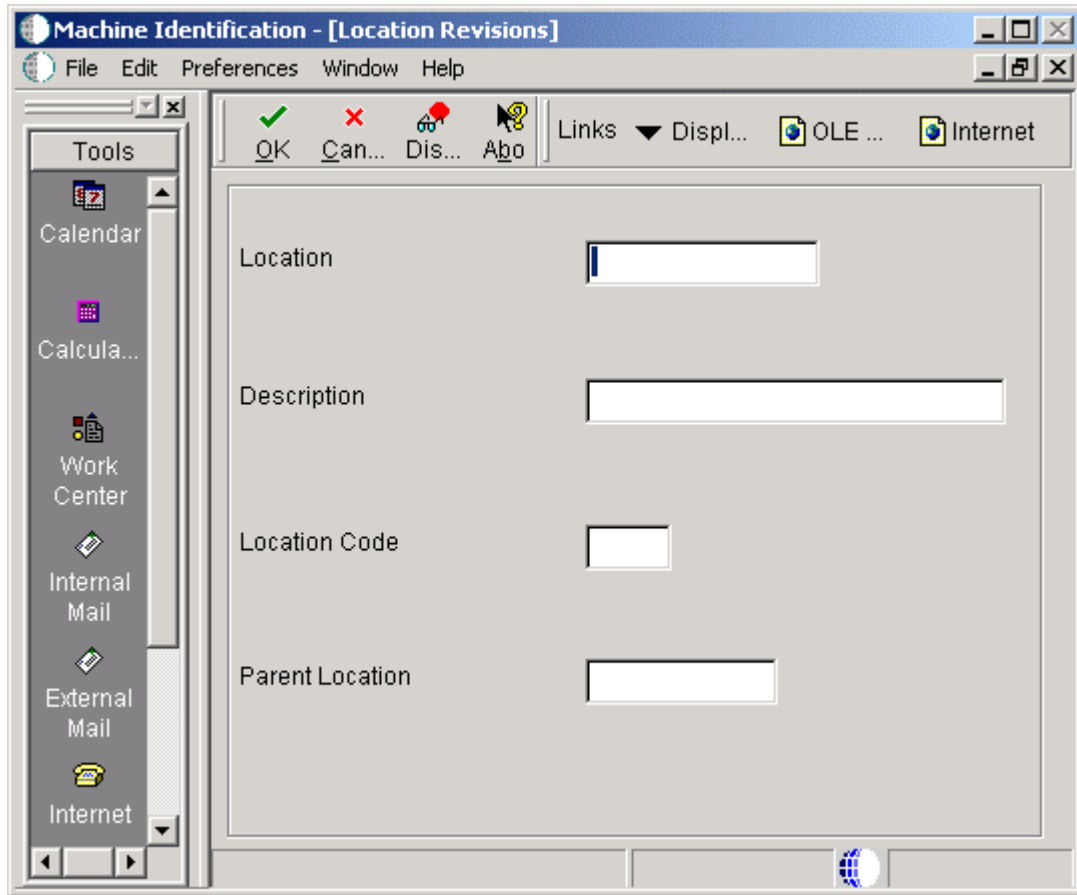 Machine Identification - [Location Revisions]
File Edit Preferences Window Help
Tools
Calendar
Calcula...
Work
Center
Internal
Mail
External
Mail
Internet
OK Can... Dis... Abo Links Displ... OLE ... Internet
Location
Description
Location Code
Parent Location